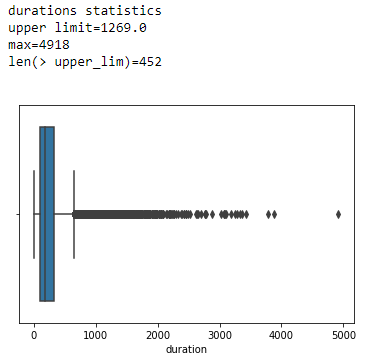 durations statistics
upper limit=1269.0
max=4918
len(> upper_lim)=452
0 1000 2000 3000 4000 5000
duration